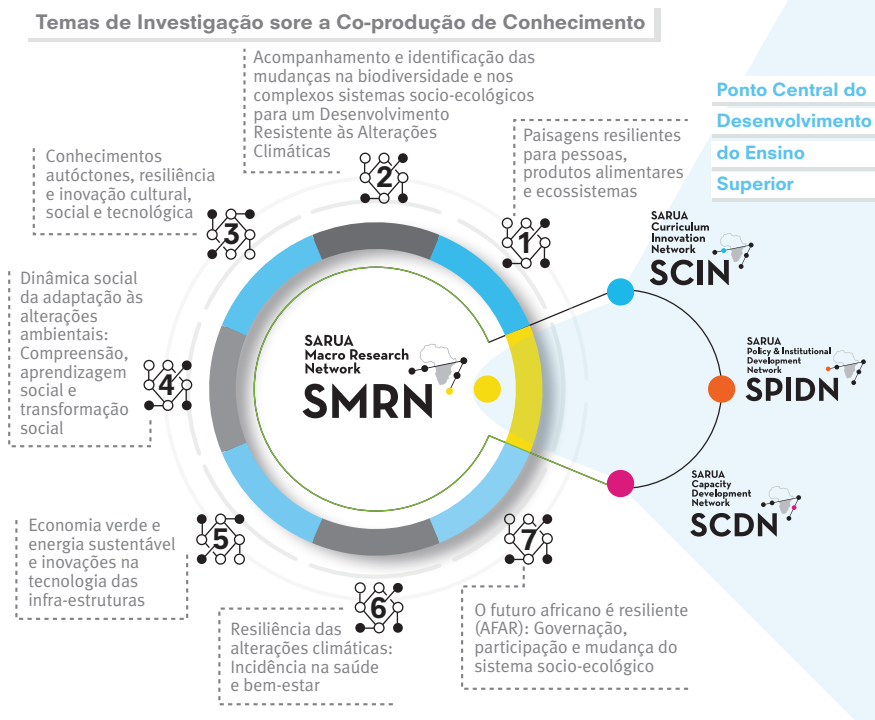 Temas de Investigação sore a Co-produção de Conhecimento
Acompanhamento e identificação das
mudanças na biodiversidade e nos
complexos sistemas socio-ecológicos
para um Desenvolvimento
Resistente às Alterações
Climáticas
2
Paisagens resilientes
para pessoas,
produtos alimentares
e ecossistemas
1
Conhecimentos
autóctones, resiliência
e inovação cultural,
social e tecnológica
3
Dinâmica social
da adaptação às
alterações
ambientais:
Compreensão,
aprendizagem
social e
transformação
social
4
Economia verde e
energia sustentável
e inovações na
tecnologia das
infra-estruturas
5
Resiliência das
alterações climáticas:
Incidência na saúde
e bem-estar
6
O futuro africano é resiliente
(AFAR): Governação,
participação e mudança do
sistema socio-ecológico
7
SARUA
Macro Research
Network
SMRN
Ponto Central do
Desenvolvimento
do Ensino
Superior
SARUA
Curriculum
Innovation
Network
SCIN
SARUA
Policy & Institutional
Development
Network
SPIDN
SARUA
Capacity
Development
Network
SCDN